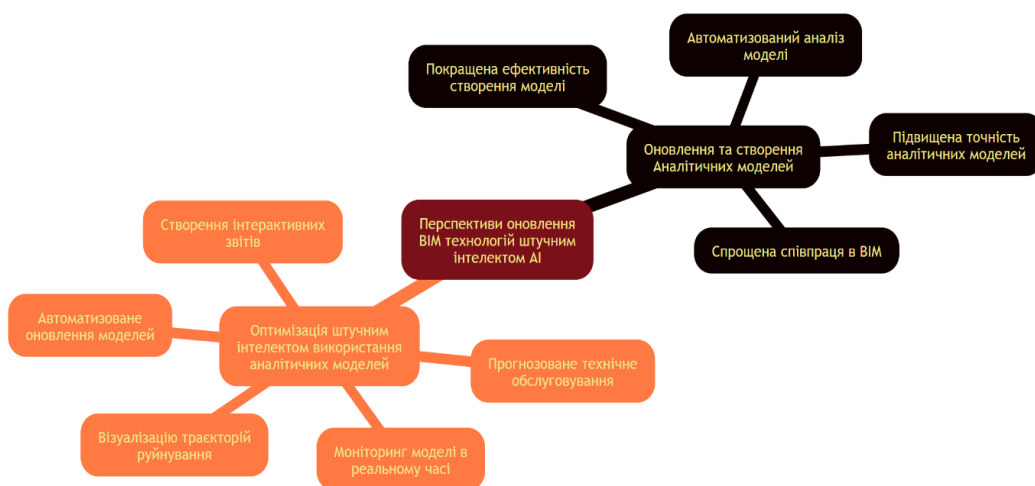 Автоматизований аналіз
моделі
Покращена ефективність
створення моделі
Оновлення та створення
Аналітичних моделей
Підвищена точність
аналітичних моделей
Спрощена співпраця в BIM
Перспективи оновлення
BIM технологій штучним
інтелектом AI
Створення інтерактивних
звітів
Автоматизоване
оновлення моделей
Оптимізація штучним
інтелектом використання
аналітичних моделей
Прогнозоване технічне
обслуговування
Візуалізацію траєкторій
руйнування
Моніторинг моделі в
реальному часі